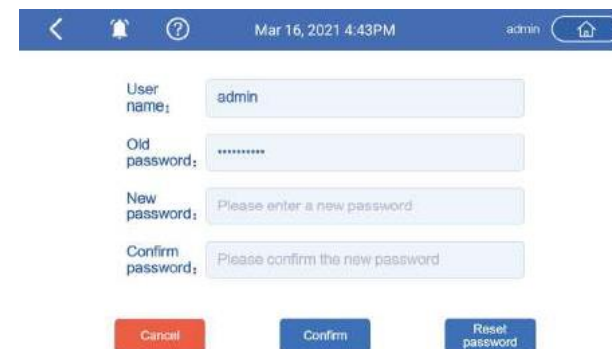 Mar 16, 2021 4:43PM
admin
User
name:
admin
Old
password:
••••••••••
New
password:
Please enter a new password
Confirm
password:
Please confirm the new password
Cancel
Confirm
Reset
password